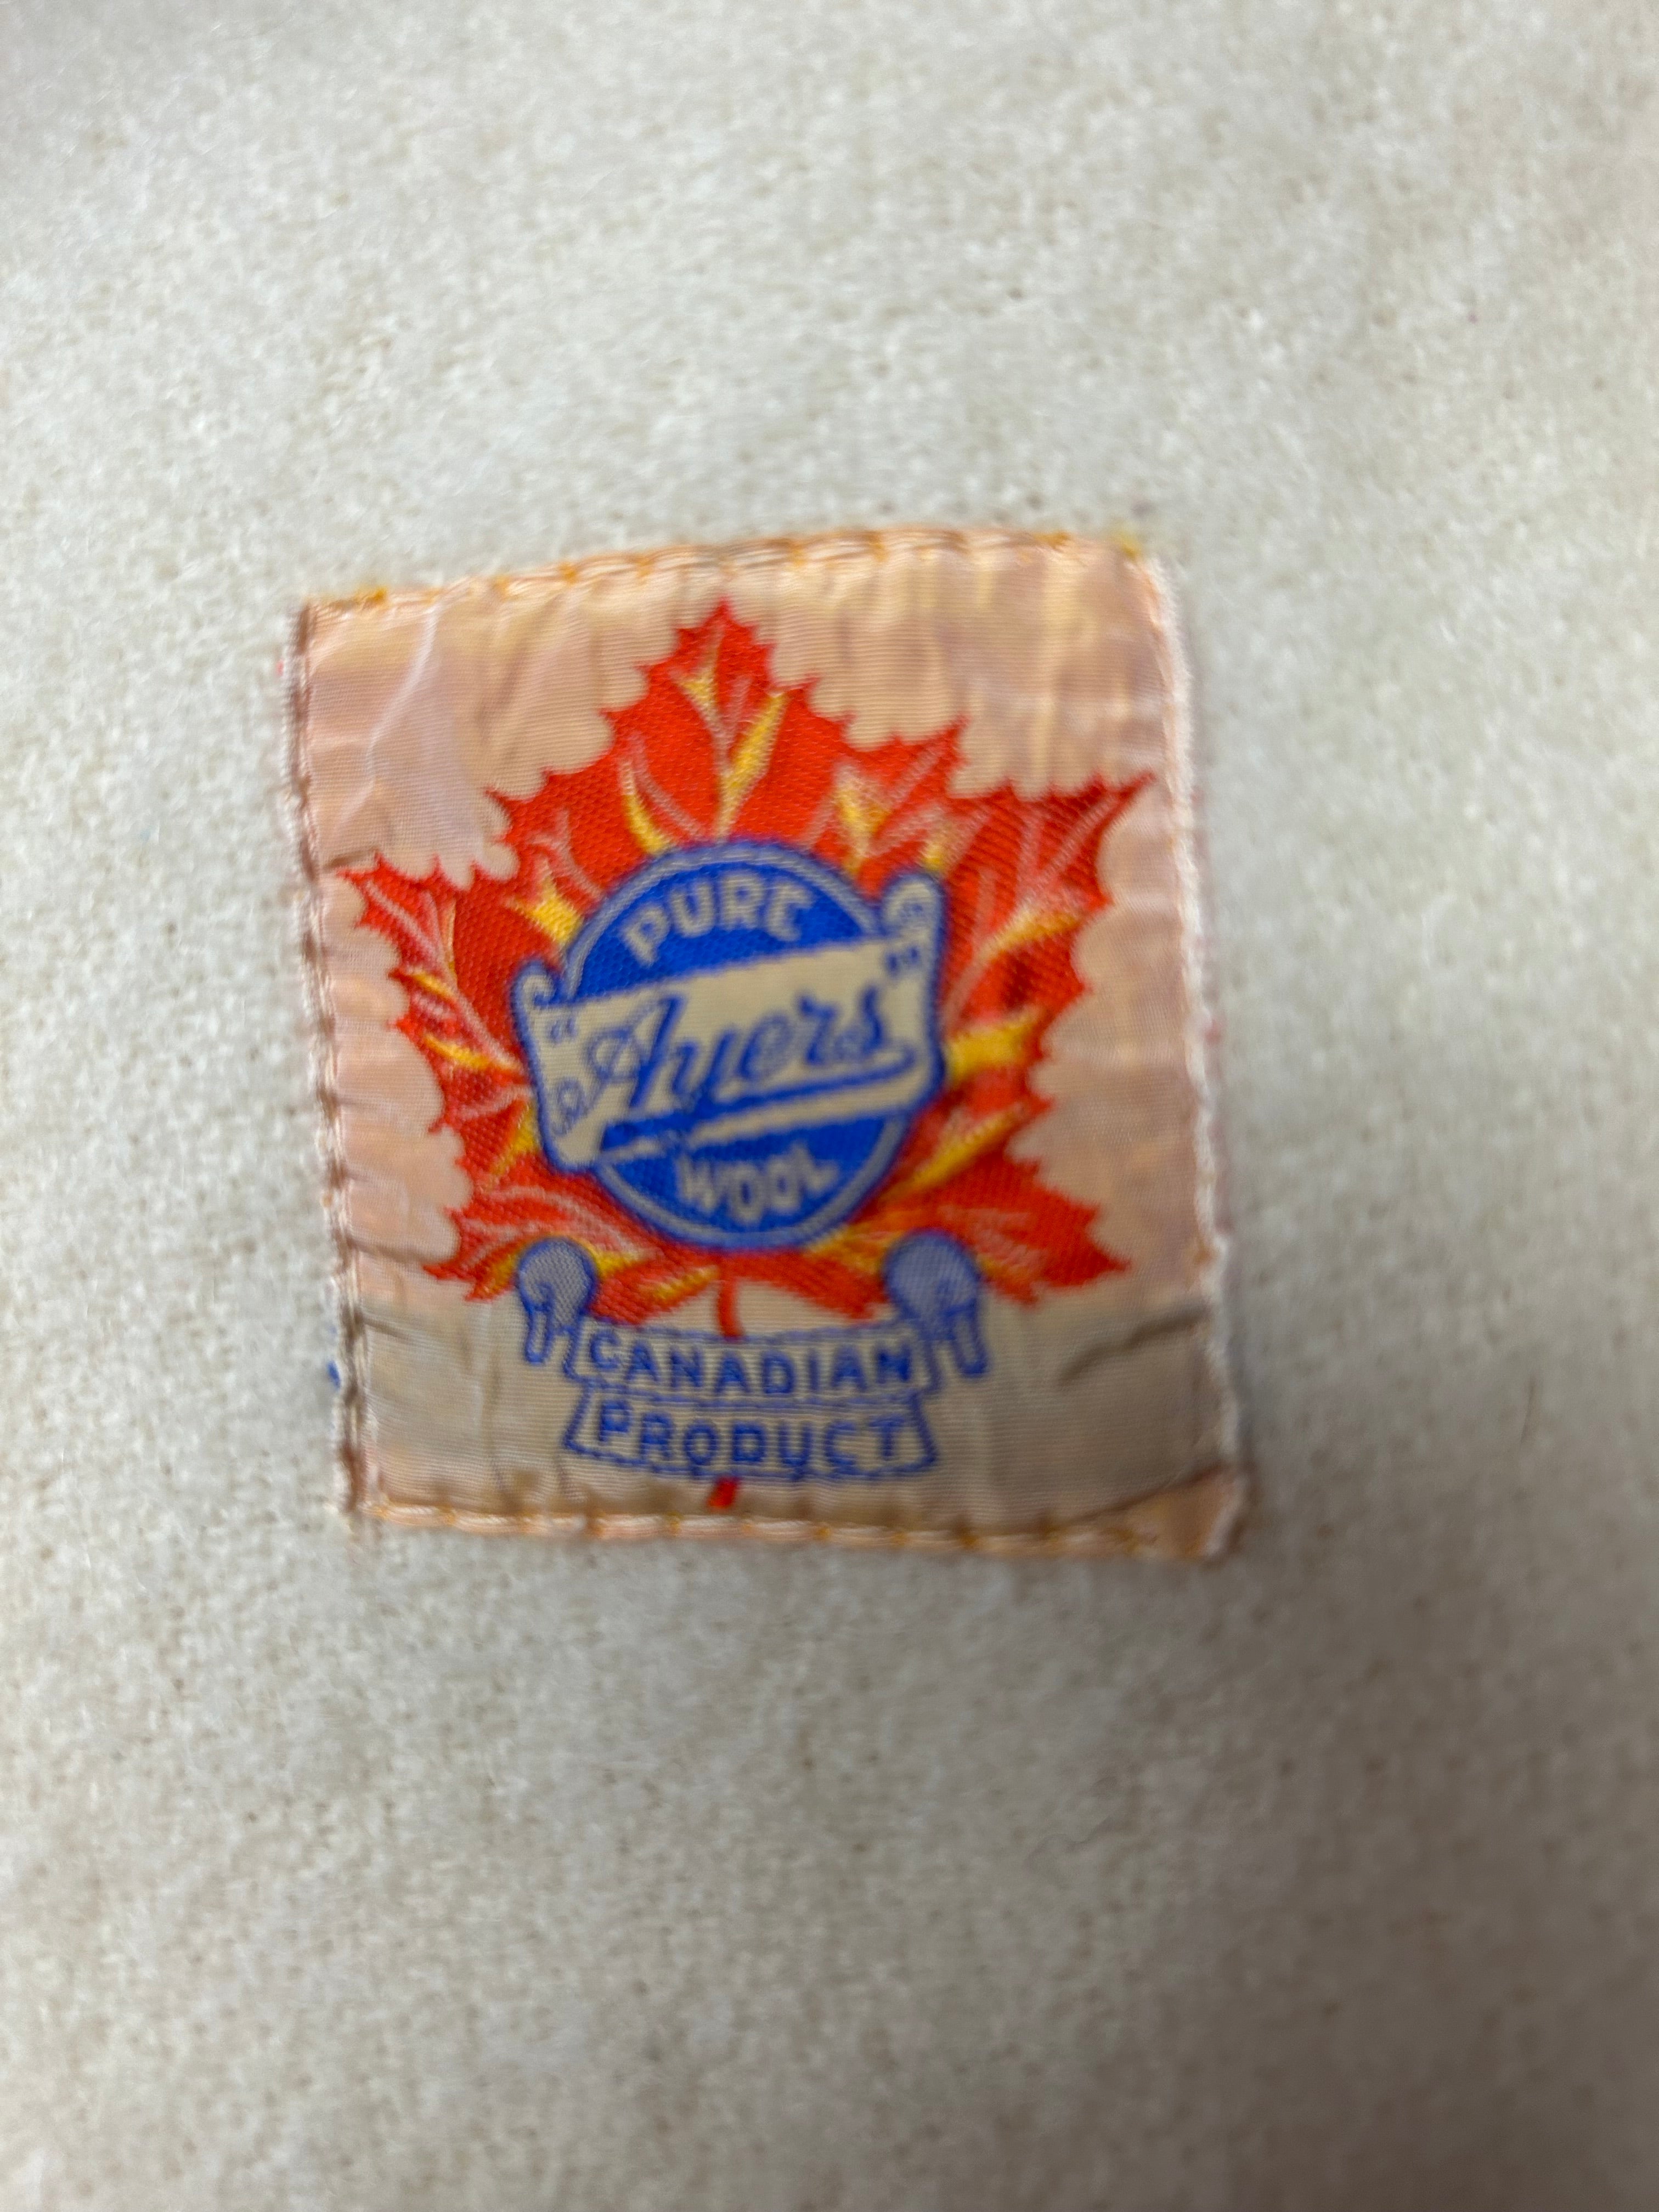 PURE
"Ayers"
WOOL
CANADIAN
PRODUCT